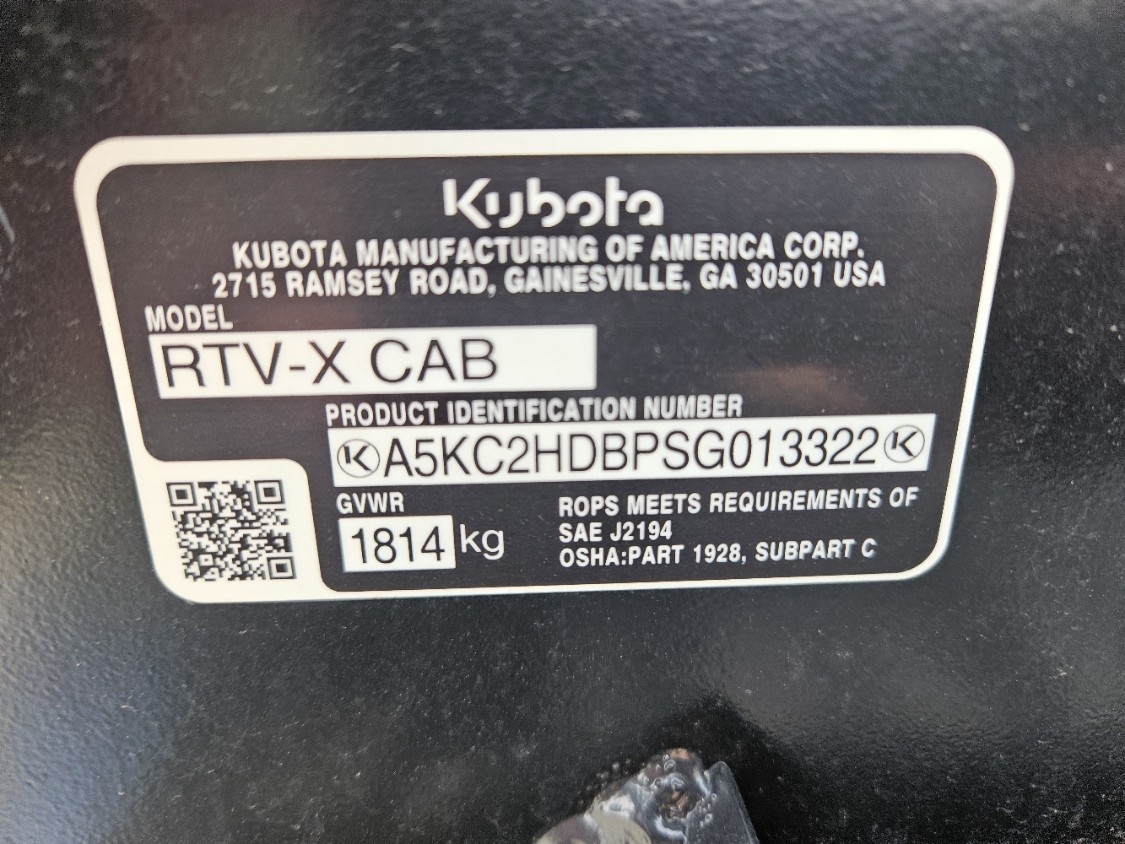 Kubota
KUBOTA MANUFACTURING OF AMERICA CORP.
2715 RAMSEY ROAD, GAINESVILLE, GA 30501 USA
MODEL
RTV-X CAB
PRODUCT IDENTIFICATION NUMBER
A5KC2HDBPSG013322
GVWR
1814 kg
ROPS MEETS REQUIREMENTS OF
SAE J2194
OSHA:PART 1928, SUBPART C